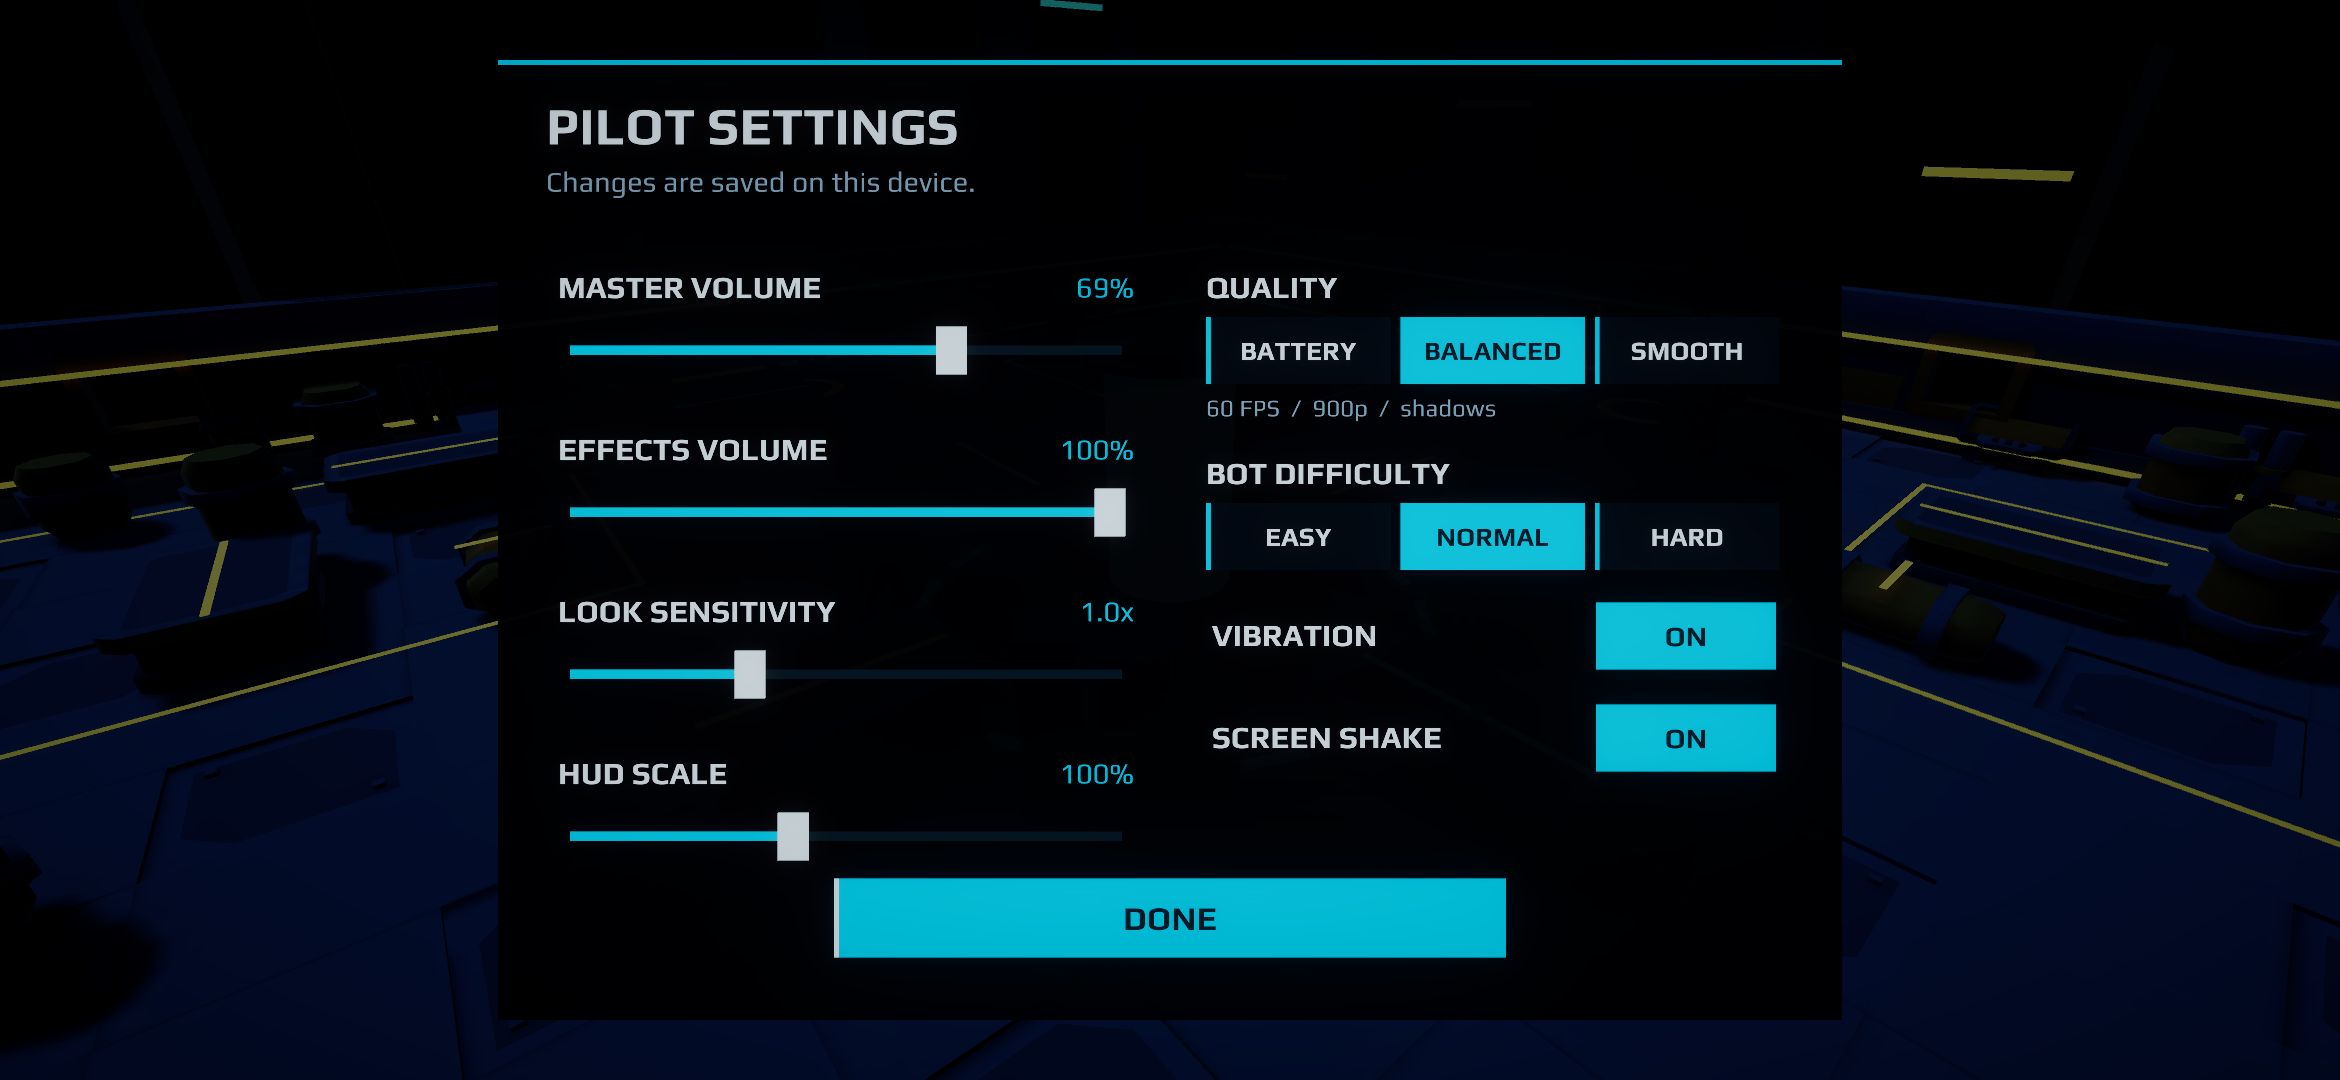 PILOT SETTINGS
Changes are saved on this device.
MASTER VOLUME 69%
EFFECTS VOLUME 100%
LOOK SENSITIVITY 1.0x
HUD SCALE 100%
QUALITY
BATTERY BALANCED SMOOTH
60 FPS / 900p / shadows
BOT DIFFICULTY
EASY NORMAL HARD
VIBRATION ON
SCREEN SHAKE ON
DONE